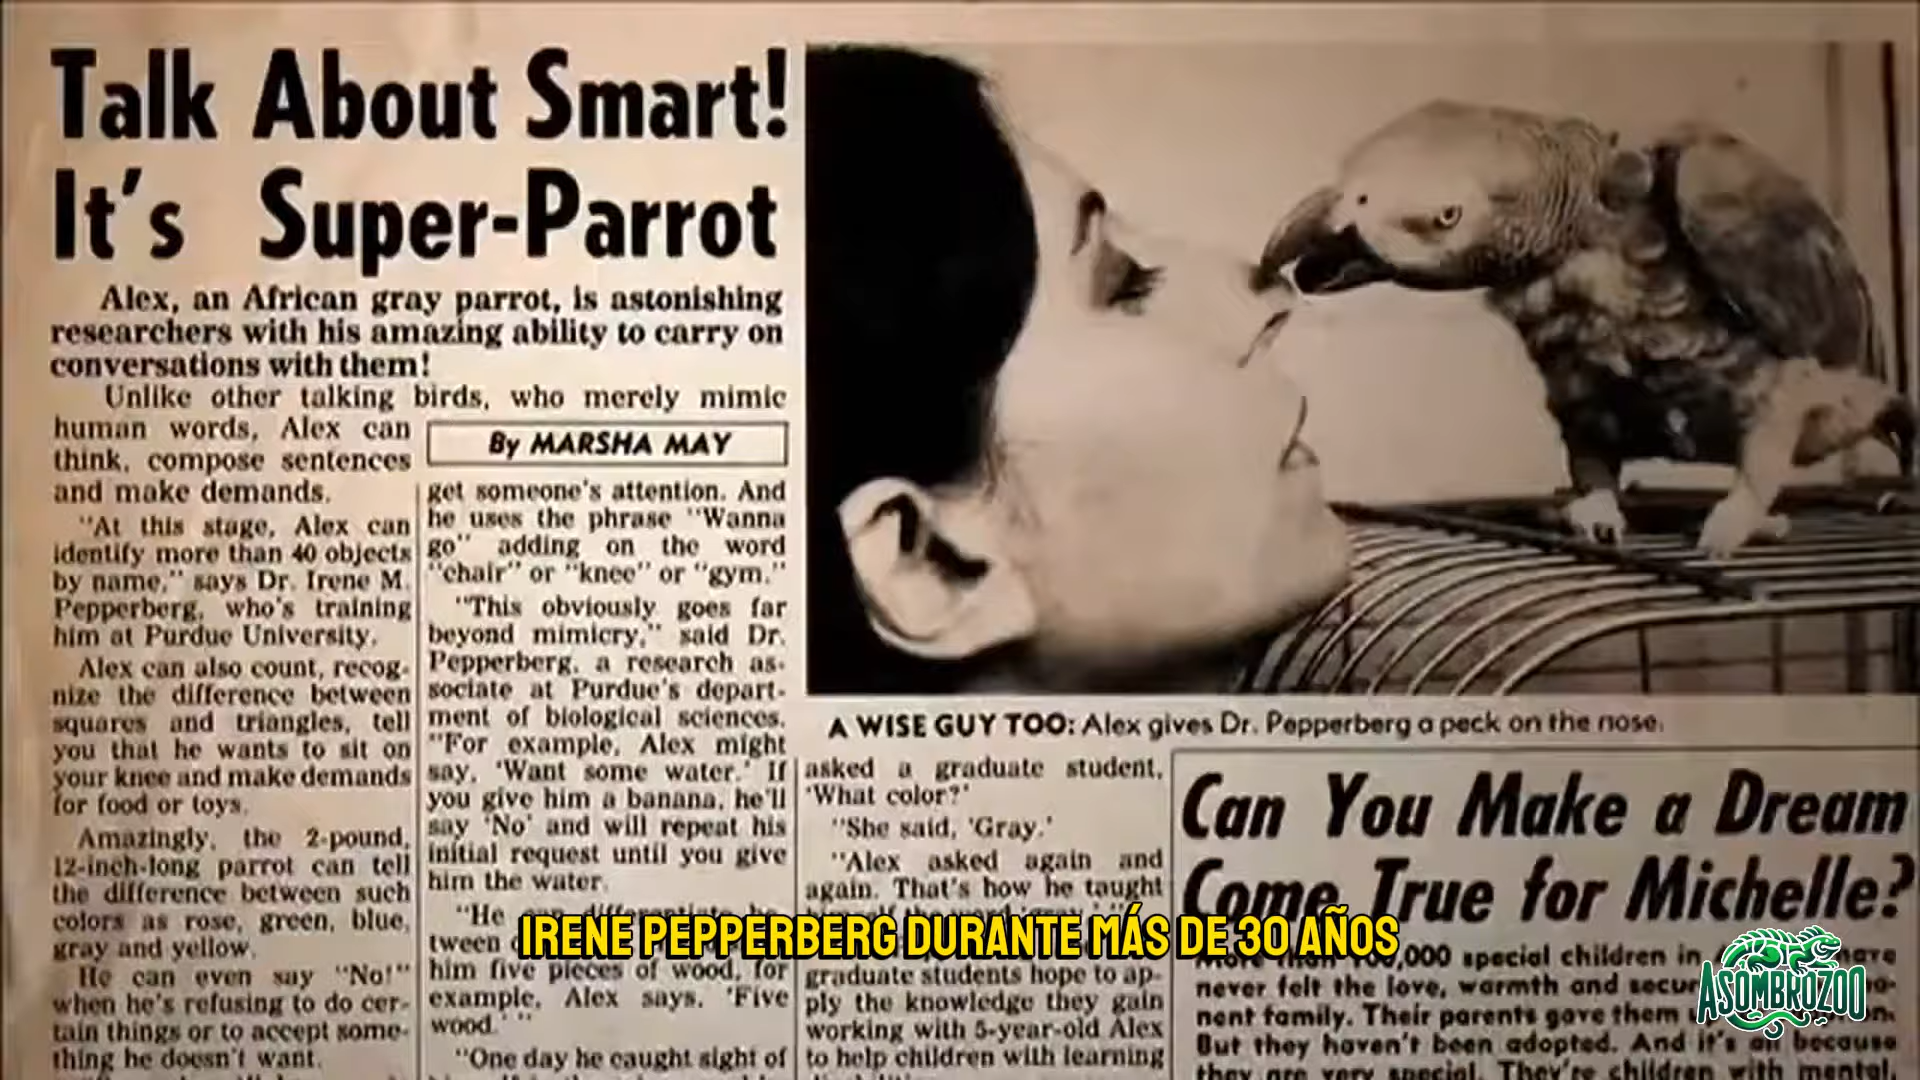 Talk About Smart!
It's Super-Parrot
Alex, an African gray parrot, is astonishing
researchers with his amazing ability to carry on
conversations with them!
Unlike other talking birds, who merely mimic
human words, Alex can
think, compose sentences
and make demands.
"At this stage, Alex can
identify more than 40 objects
by name," says Dr. Irene M.
Pepperberg, who's training
him at Purdue University.
Alex can also count, recog-
nize the difference between
squares and triangles, tell
you that he wants to sit on
your knee and make demands
for food or toys.
Amazingly, the 2-pound,
12-inch-long parrot can tell
the difference between such
colors as rose, green, blue,
gray and yellow.
He can even say "No!"
when he's refusing to do cer-
tain things or to accept some-
thing he doesn't want.
By MARSHA MAY
get someone's attention. And
he uses the phrase "Wanna
go" adding on the word
"chair" or "knee" or "gym."
"This obviously goes far
beyond mimicry," said Dr.
Pepperberg, a research as-
sociate at Purdue's depart-
ment of biological sciences.
"For example, Alex might
say, 'Want some water.' If
you give him a banana, he'll
say 'No' and will repeat his
initial request until you give
him the water.
"He
him five pieces of wood, for
example, Alex says, 'Five
wood.'"
"One day he caught sight of
A WISE GUY TOO: Alex gives Dr. Pepperberg a peck on the nose.
asked a graduate student,
'What color?'
"She said, 'Gray.'
"Alex asked again and
again. That's how he taught
graduate students hope to ap-
ply the knowledge they gain
working with 5-year-old Alex
to help children with learning
Can You Make a Dream
Come True for Michelle?
special children in
never felt the love, warmth and
nent family. Their parents gave them
But they haven't been adopted. And it's all because
they are very special. They're children with mental,
IRENE PEPPERBERG DURANTE MÁS DE 30 AÑOS
ASOMBROZOO